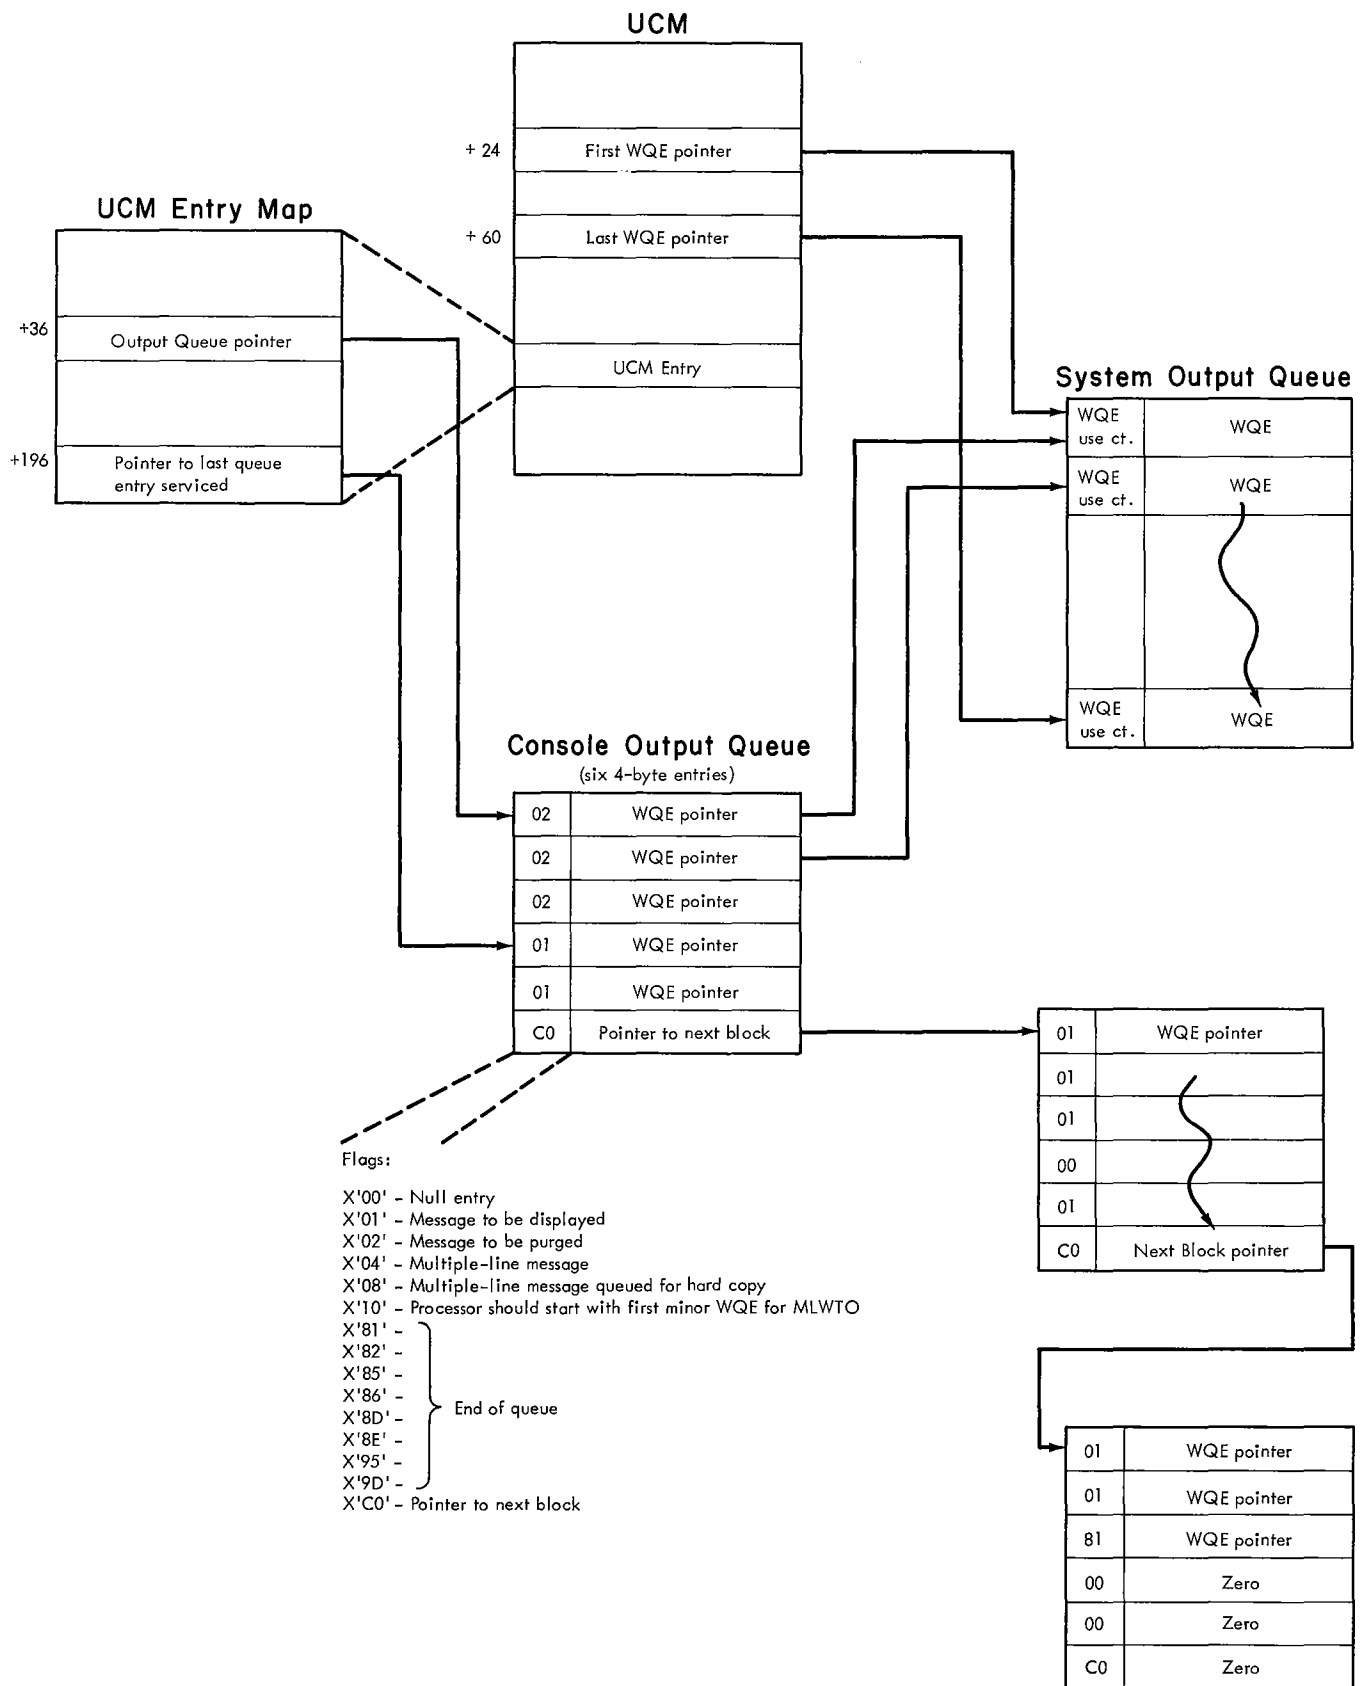 UCM
+ 24
First WQE pointer
+ 60
Last WQE pointer
UCM Entry
UCM Entry Map
+36
Output Queue pointer
+196
Pointer to last queue
entry serviced
System Output Queue
WQE
use ct.
WQE
WQE
use ct.
WQE
WQE
use ct.
WQE
Console Output Queue
(six 4-byte entries)
02
WQE pointer
02
WQE pointer
02
WQE pointer
01
WQE pointer
01
WQE pointer
C0
Pointer to next block
01
WQE pointer
01
01
00
01
C0
Next Block pointer
Flags:
X'00' - Null entry
X'01' - Message to be displayed
X'02' - Message to be purged
X'04' - Multiple-line message
X'08' - Multiple-line message queued for hard copy
X'10' - Processor should start with first minor WQE for MLWTO
X'81' -
X'82' -
X'85' -
X'86' -
X'8D' -
X'8E' -
X'95' -
X'9D' -
End of queue
X'C0' - Pointer to next block
01
WQE pointer
01
WQE pointer
81
WQE pointer
00
Zero
00
Zero
C0
Zero